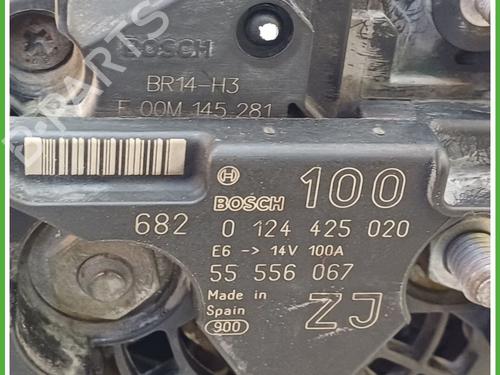 BOSCH
BR14-H3
F 00M 145 281
B-PARTS
BOSCH 100
682 0 124 425 020
E6 -> 14V 100A
55 556 067
Made in
Spain
900
ZJ